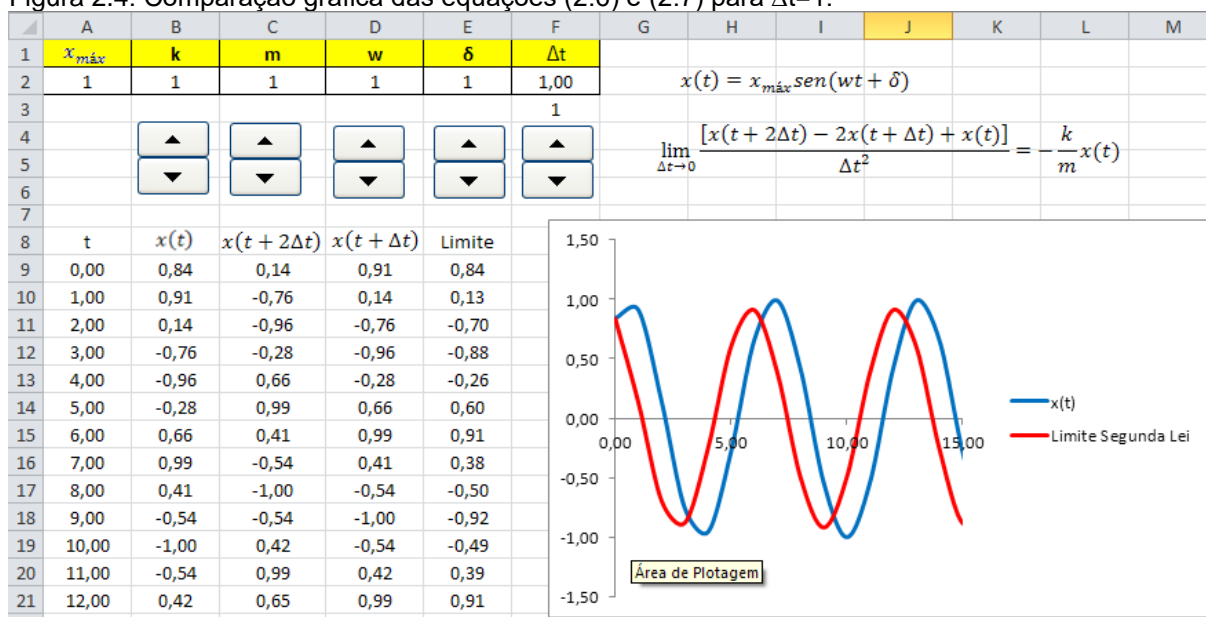 Figura 2.4: Comparação gráfica das equações (2.6) e (2.7) para Δt=1.
A B C D E F G H I J K L M
1 x_máx k m w δ Δt
2 1 1 1 1 1 1,00 x(t) = x_máx sen(wt + δ)
3 1
4
5 lim Δt→0 [x(t + 2Δt) − 2x(t + Δt) + x(t)] / Δt² = − k/m x(t)
6
7
8 t x(t) x(t + 2Δt) x(t + Δt) Limite
9 0,00 0,84 0,14 0,91 0,84
10 1,00 0,91 -0,76 0,14 0,13
11 2,00 0,14 -0,96 -0,76 -0,70
12 3,00 -0,76 -0,28 -0,96 -0,88
13 4,00 -0,96 0,66 -0,28 -0,26
14 5,00 -0,28 0,99 0,66 0,60
15 6,00 0,66 0,41 0,99 0,91
16 7,00 0,99 -0,54 0,41 0,38
17 8,00 0,41 -1,00 -0,54 -0,50
18 9,00 -0,54 -0,54 -1,00 -0,92
19 10,00 -1,00 0,42 -0,54 -0,49
20 11,00 -0,54 0,99 0,42 0,39
21 12,00 0,42 0,65 0,99 0,91
1,50
1,00
0,50
0,00
0,00 5,00 10,00 15,00
-0,50
-1,00
-1,50
x(t)
Limite Segunda Lei
Área de Plotagem